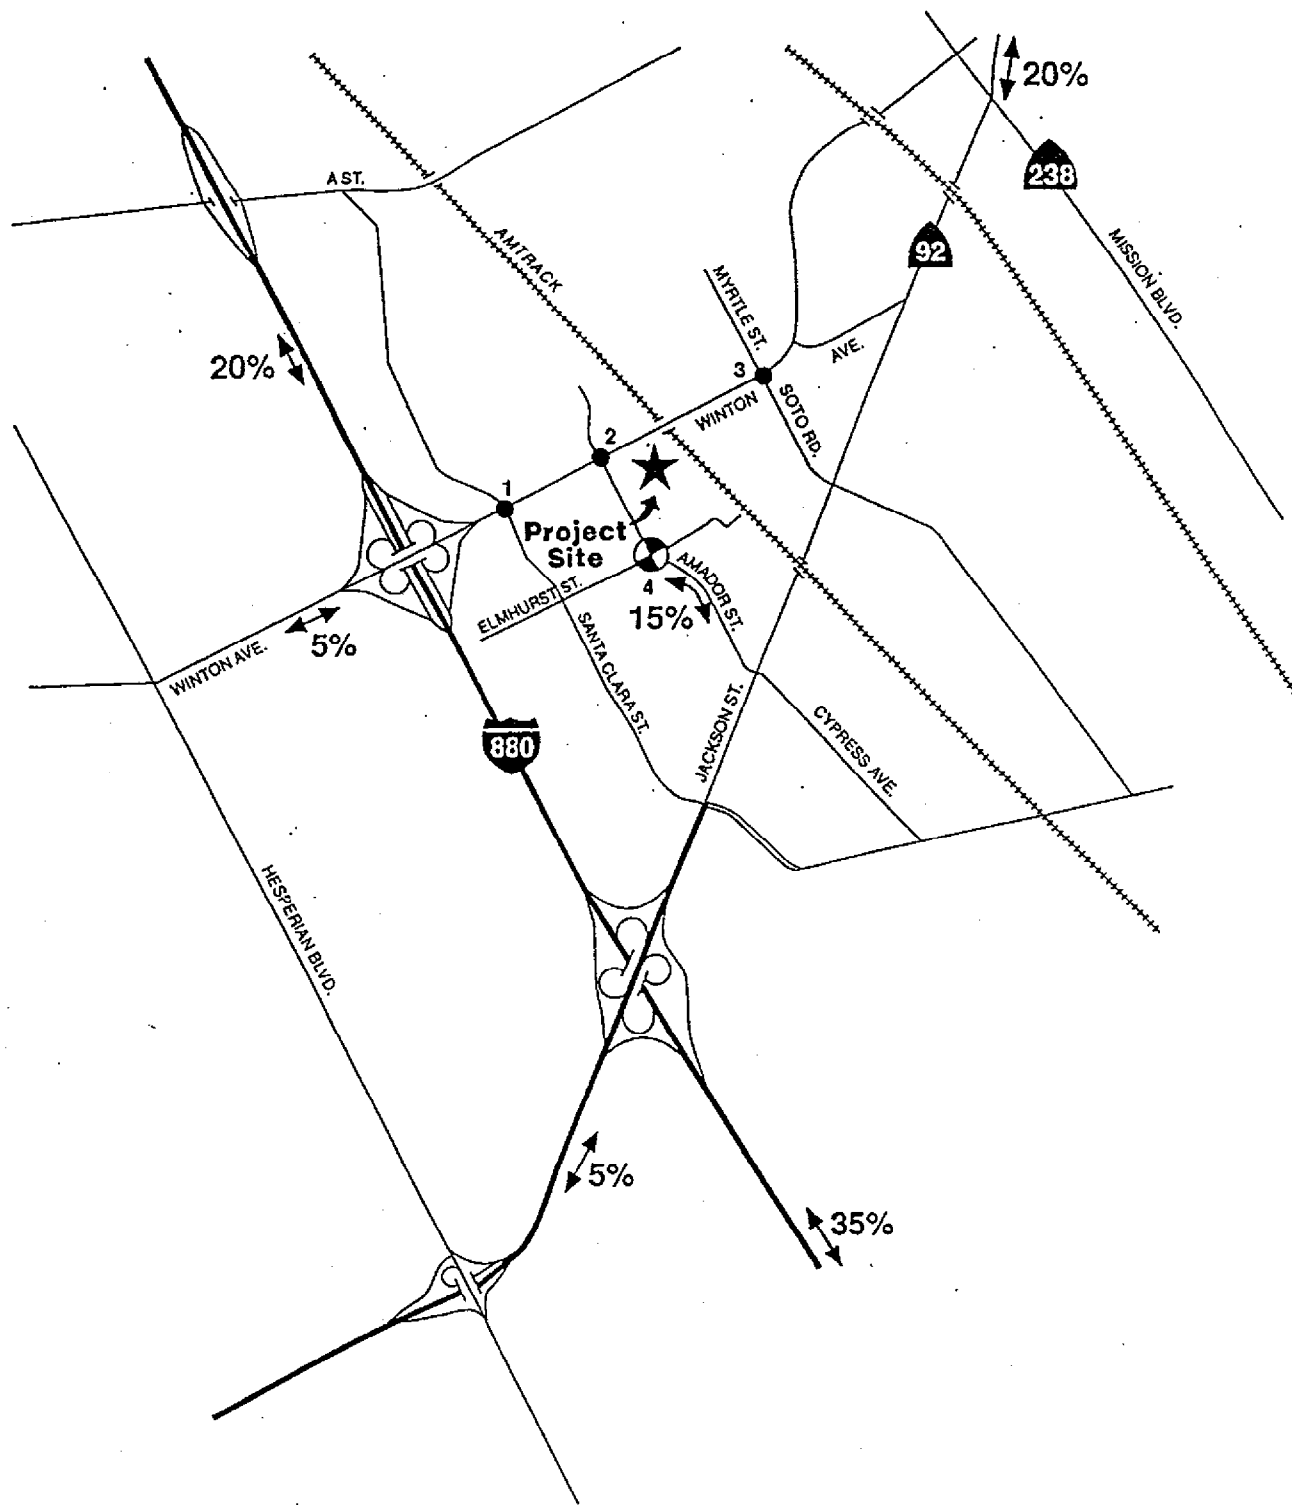 20%
238
A ST.
AMTRACK
92
MISSION BLVD.
MYRTLE ST.
20%
AVE.
3
WINTON
SOTO RD.
2
1
Project
Site
ELMHURST ST.
4
AMADOR ST.
15%
5%
WINTON AVE.
SANTA CLARA ST.
JACKSON ST.
CYPRESS AVE.
880
HESPERIAN BLVD.
5%
35%